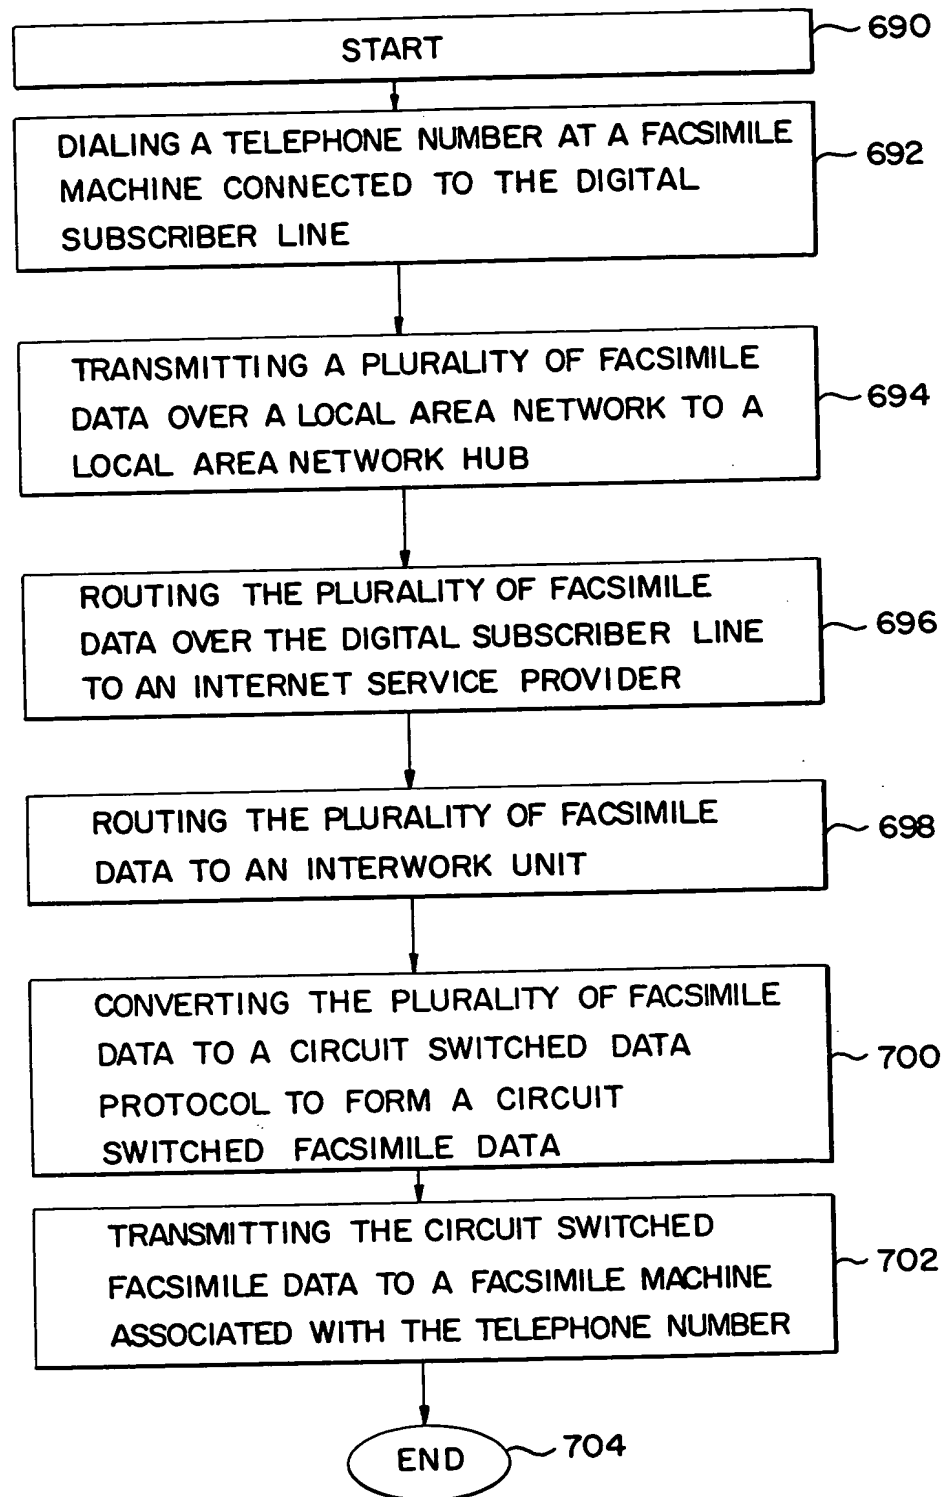 START
690
DIALING A TELEPHONE NUMBER AT A FACSIMILE
MACHINE CONNECTED TO THE DIGITAL
SUBSCRIBER LINE
692
TRANSMITTING A PLURALITY OF FACSIMILE
DATA OVER A LOCAL AREA NETWORK TO A
LOCAL AREA NETWORK HUB
694
ROUTING THE PLURALITY OF FACSIMILE
DATA OVER THE DIGITAL SUBSCRIBER LINE
TO AN INTERNET SERVICE PROVIDER
696
ROUTING THE PLURALITY OF FACSIMILE
DATA TO AN INTERWORK UNIT
698
CONVERTING THE PLURALITY OF FACSIMILE
DATA TO A CIRCUIT SWITCHED DATA
PROTOCOL TO FORM A CIRCUIT
SWITCHED FACSIMILE DATA
700
TRANSMITTING THE CIRCUIT SWITCHED
FACSIMILE DATA TO A FACSIMILE MACHINE
ASSOCIATED WITH THE TELEPHONE NUMBER
702
END
704